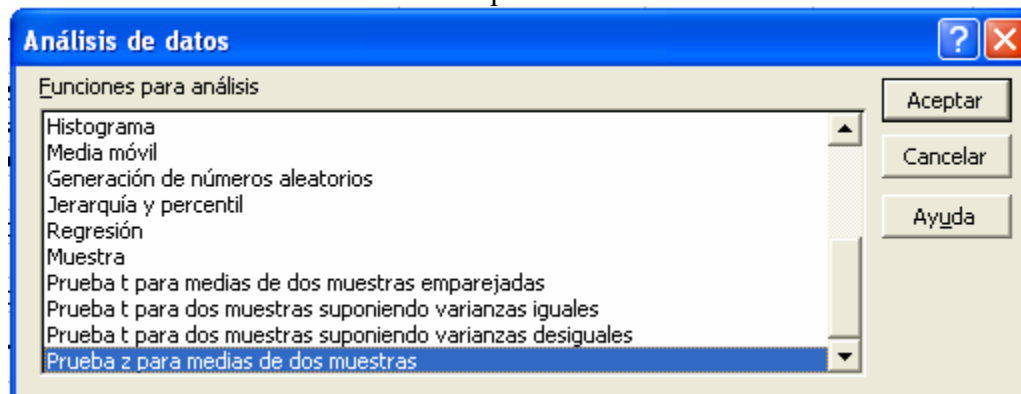 Análisis de datos
Funciones para análisis
Histograma
Media móvil
Generación de números aleatorios
Jerarquía y percentil
Regresión
Muestra
Prueba t para medias de dos muestras emparejadas
Prueba t para dos muestras suponiendo varianzas iguales
Prueba t para dos muestras suponiendo varianzas desiguales
Prueba z para medias de dos muestras
Aceptar
Cancelar
Ayuda